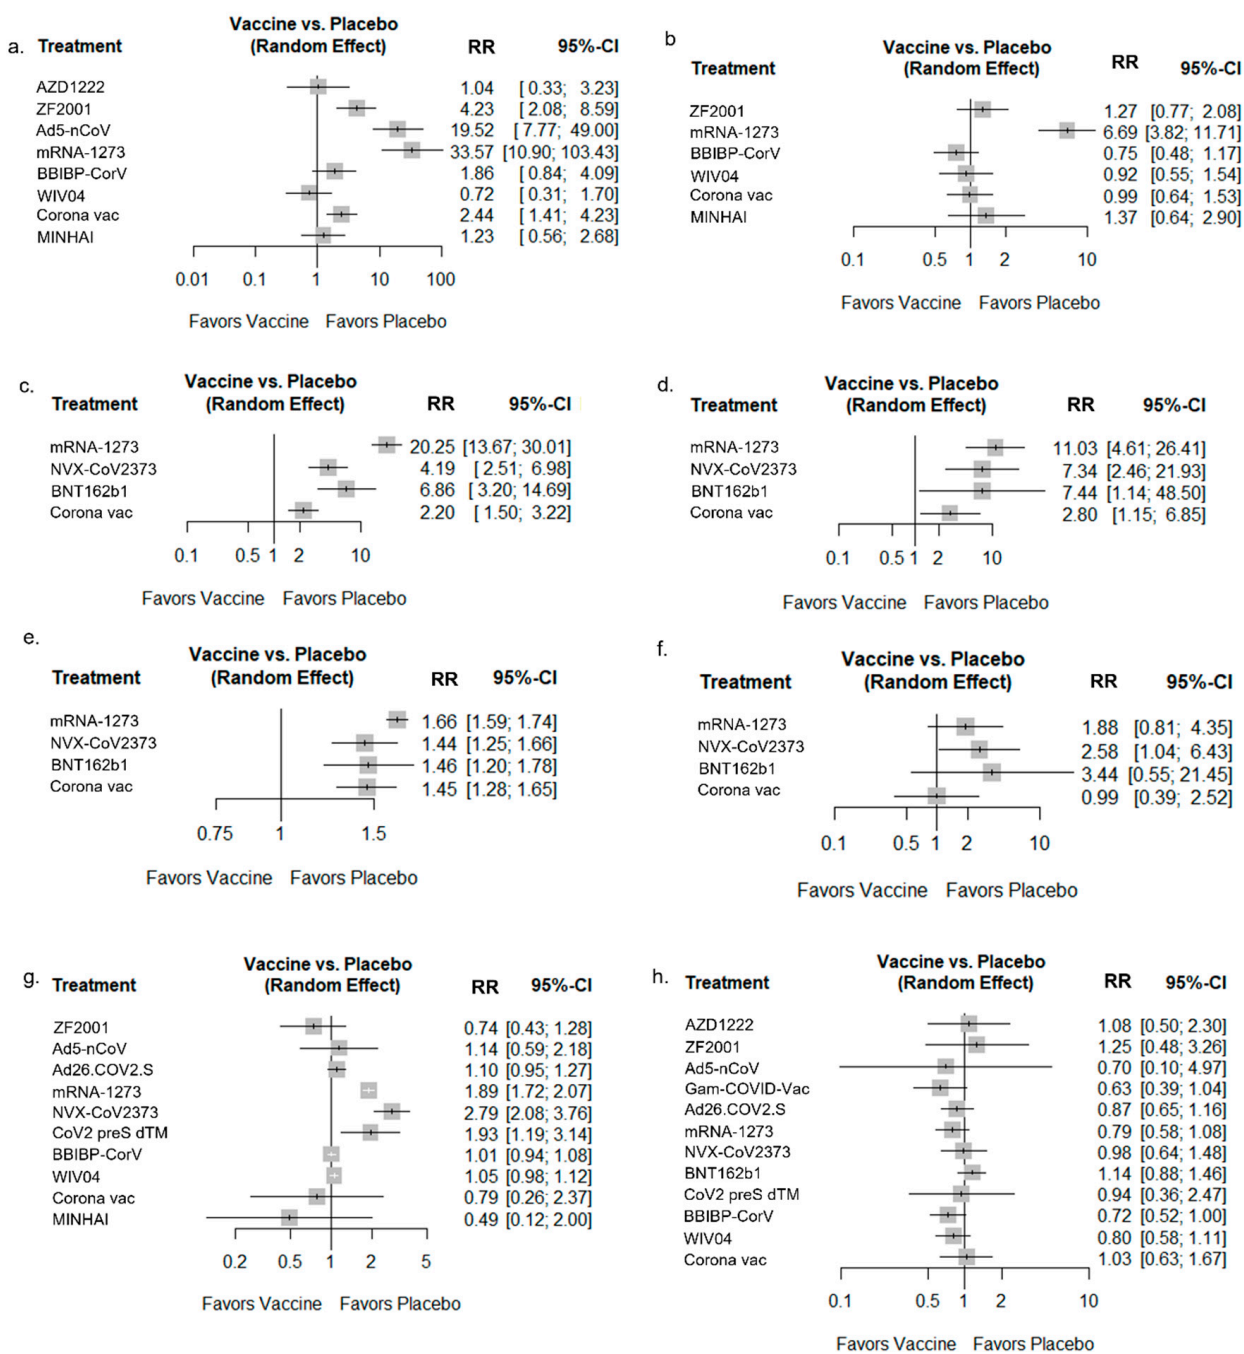 a.
Vaccine vs. Placebo
Treatment (Random Effect) RR 95%-CI
AZD1222 1.04 [ 0.33; 3.23]
ZF2001 4.23 [ 2.08; 8.59]
Ad5-nCoV 19.52 [ 7.77; 49.00]
mRNA-1273 33.57 [10.90; 103.43]
BBIBP-CorV 1.86 [ 0.84; 4.09]
WIV04 0.72 [ 0.31; 1.70]
Corona vac 2.44 [ 1.41; 4.23]
MINHAI 1.23 [ 0.56; 2.68]
0.01 0.1 1 10 100
Favors Vaccine Favors Placebo
b
Vaccine vs. Placebo
Treatment (Random Effect) RR 95%-CI
ZF2001 1.27 [0.77; 2.08]
mRNA-1273 6.69 [3.82; 11.71]
BBIBP-CorV 0.75 [0.48; 1.17]
WIV04 0.92 [0.55; 1.54]
Corona vac 0.99 [0.64; 1.53]
MINHAI 1.37 [0.64; 2.90]
0.1 0.5 1 2 10
Favors Vaccine Favors Placebo
c.
Vaccine vs. Placebo
Treatment (Random Effect) RR 95%-CI
mRNA-1273 20.25 [13.67; 30.01]
NVX-CoV2373 4.19 [ 2.51; 6.98]
BNT162b1 6.86 [ 3.20; 14.69]
Corona vac 2.20 [ 1.50; 3.22]
0.1 0.5 1 2 10
Favors Vaccine Favors Placebo
d.
Vaccine vs. Placebo
Treatment (Random Effect) RR 95%-CI
mRNA-1273 11.03 [4.61; 26.41]
NVX-CoV2373 7.34 [2.46; 21.93]
BNT162b1 7.44 [1.14; 48.50]
Corona vac 2.80 [1.15; 6.85]
0.1 0.5 1 2 10
Favors Vaccine Favors Placebo
e.
Vaccine vs. Placebo
Treatment (Random Effect) RR 95%-CI
mRNA-1273 1.66 [1.59; 1.74]
NVX-CoV2373 1.44 [1.25; 1.66]
BNT162b1 1.46 [1.20; 1.78]
Corona vac 1.45 [1.28; 1.65]
0.75 1 1.5
Favors Vaccine Favors Placebo
f.
Vaccine vs. Placebo
Treatment (Random Effect) RR 95%-CI
mRNA-1273 1.88 [0.81; 4.35]
NVX-CoV2373 2.58 [1.04; 6.43]
BNT162b1 3.44 [0.55; 21.45]
Corona vac 0.99 [0.39; 2.52]
0.1 0.5 1 2 10
Favors Vaccine Favors Placebo
g.
Vaccine vs. Placebo
Treatment (Random Effect) RR 95%-CI
ZF2001 0.74 [0.43; 1.28]
Ad5-nCoV 1.14 [0.59; 2.18]
Ad26.COV2.S 1.10 [0.95; 1.27]
mRNA-1273 1.89 [1.72; 2.07]
NVX-CoV2373 2.79 [2.08; 3.76]
CoV2 preS dTM 1.93 [1.19; 3.14]
BBIBP-CorV 1.01 [0.94; 1.08]
WIV04 1.05 [0.98; 1.12]
Corona vac 0.79 [0.26; 2.37]
MINHAI 0.49 [0.12; 2.00]
0.2 0.5 1 2 5
Favors Vaccine Favors Placebo
h.
Vaccine vs. Placebo
Treatment (Random Effect) RR 95%-CI
AZD1222 1.08 [0.50; 2.30]
ZF2001 1.25 [0.48; 3.26]
Ad5-nCoV 0.70 [0.10; 4.97]
Gam-COVID-Vac 0.63 [0.39; 1.04]
Ad26.COV2.S 0.87 [0.65; 1.16]
mRNA-1273 0.79 [0.58; 1.08]
NVX-CoV2373 0.98 [0.64; 1.48]
BNT162b1 1.14 [0.88; 1.46]
CoV2 preS dTM 0.94 [0.36; 2.47]
BBIBP-CorV 0.72 [0.52; 1.00]
WIV04 0.80 [0.58; 1.11]
Corona vac 1.03 [0.63; 1.67]
0.1 0.5 1 2 10
Favors Vaccine Favors Placebo